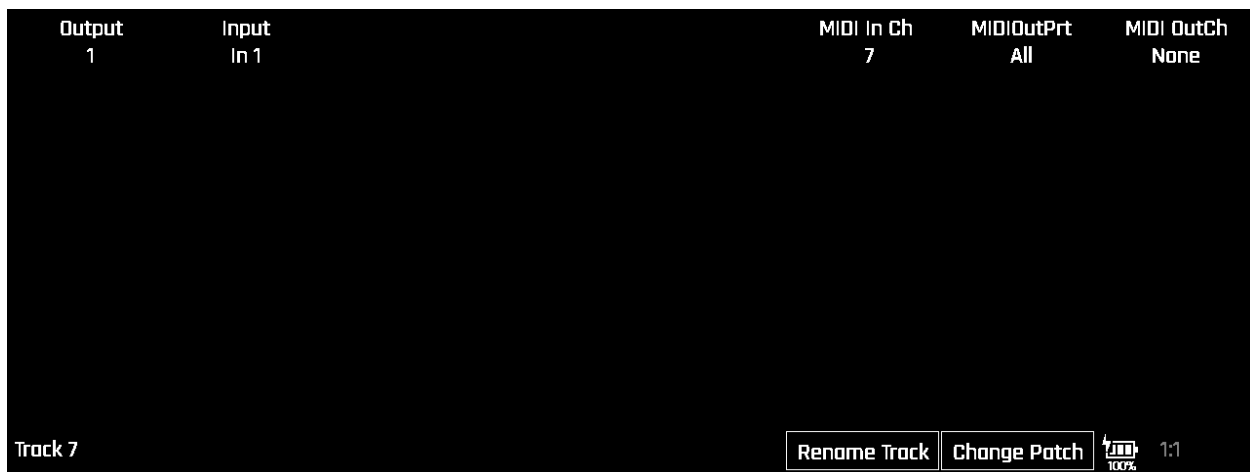 Output Input MIDI In Ch MIDIOutPrt MIDI OutCh
1 In 1 7 All None
Track 7 Rename Track Change Patch 100% 1:1